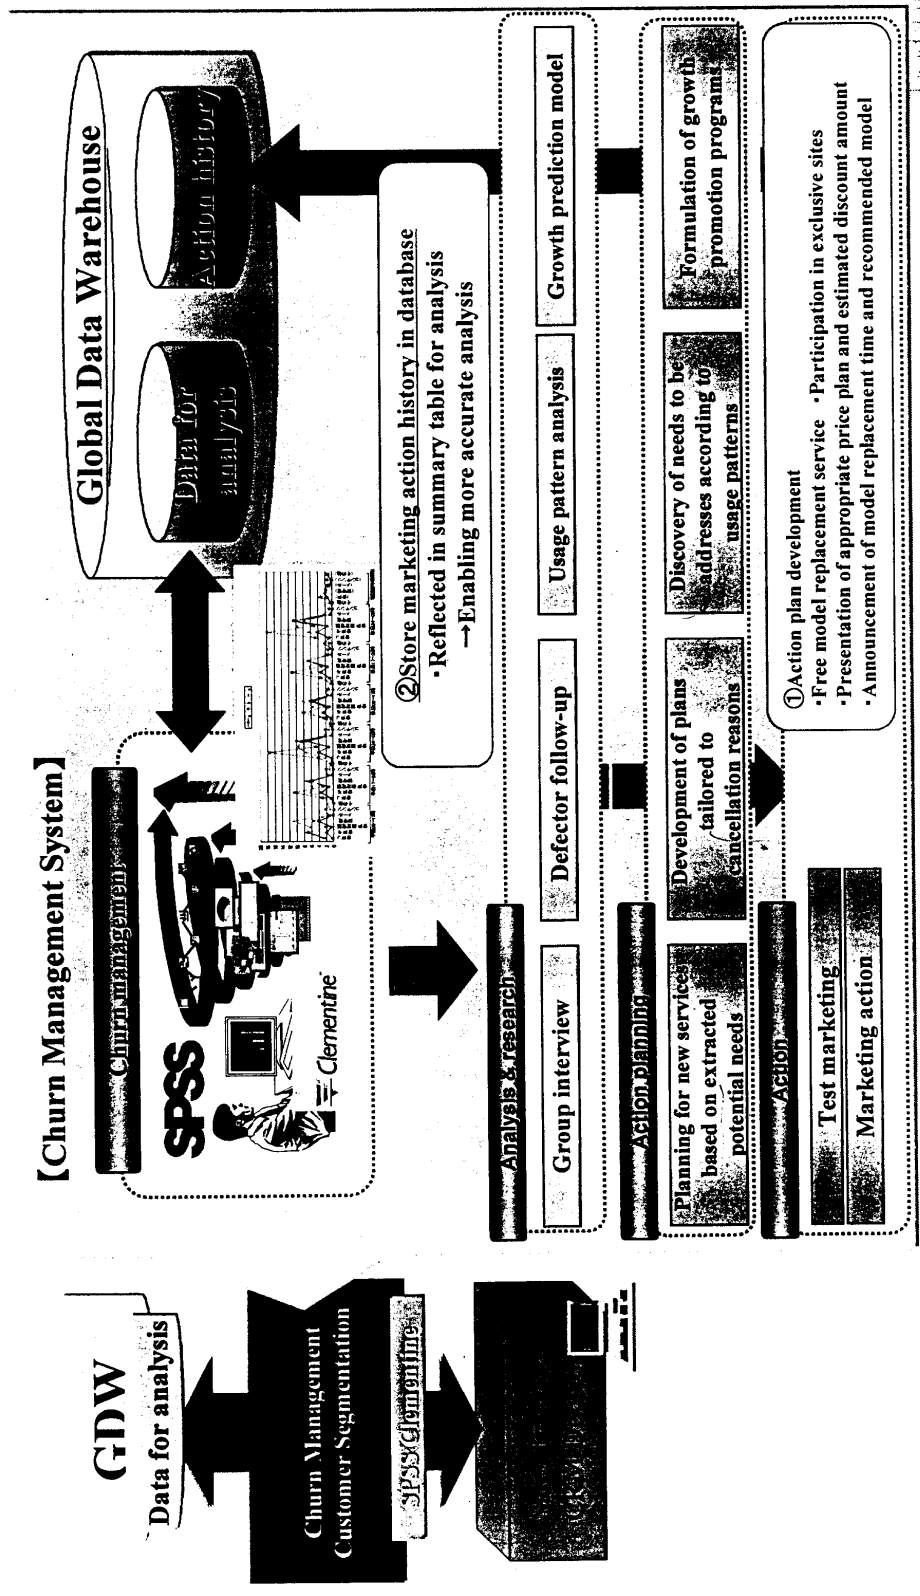 GDW
Data for analysis
Churn Management
Customer Segmentation
SPSS/Clementine
【Churn Management System】
Churn management
SPSS
Clementine
Global Data Warehouse
Data for
analysis
Action history
②Store marketing action history in database
・Reflected in summary table for analysis
→Enabling more accurate analysis
Analysis & research
Group interview
Defector follow-up
Usage pattern analysis
Growth prediction model
Action planning
Planning for new services
based on extracted
potential needs
Development of plans
tailored to
cancellation reasons
Discovery of needs to be
addresses according to
usage patterns
Formulation of growth
promotion programs
Action
Test marketing
Marketing action
①Action plan development
・Free model replacement service ・Participation in exclusive sites
・Presentation of appropriate price plan and estimated discount amount
・Announcement of model replacement time and recommended model